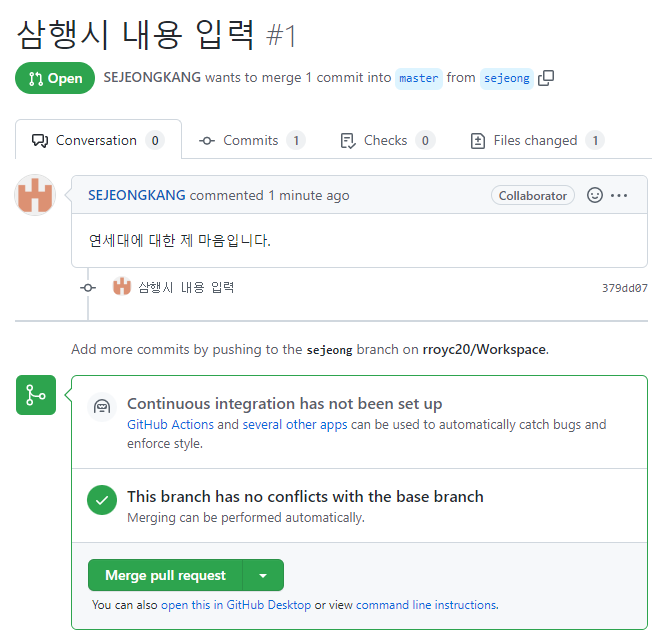 삼행시 내용 입력 #1
Open SEJEONGKANG wants to merge 1 commit into master from sejeong
Conversation 0 Commits 1 Checks 0 Files changed 1
SEJEONGKANG commented 1 minute ago Collaborator
연세대에 대한 제 마음입니다.
삼행시 내용 입력 379dd07
Add more commits by pushing to the sejeong branch on rroyc20/Workspace.
Continuous integration has not been set up
GitHub Actions and several other apps can be used to automatically catch bugs and
enforce style.
This branch has no conflicts with the base branch
Merging can be performed automatically.
Merge pull request
You can also open this in GitHub Desktop or view command line instructions.